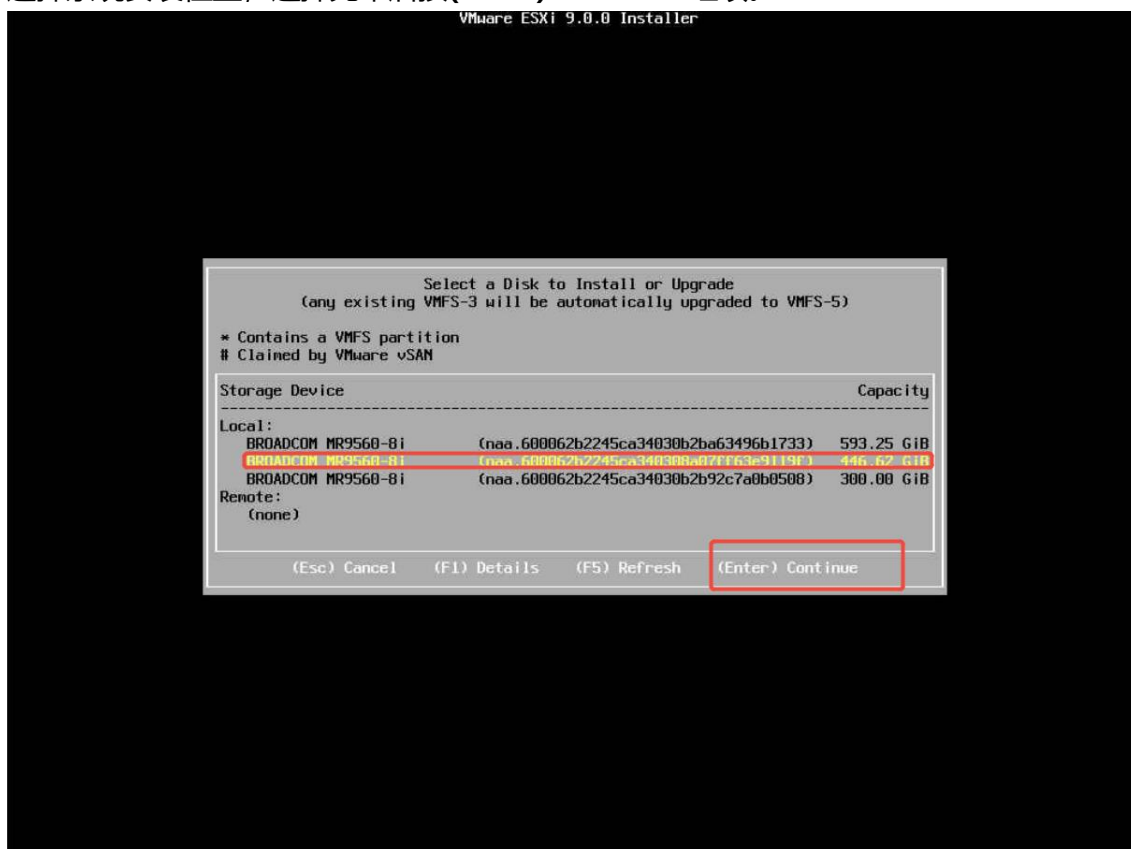 VMware ESXi 9.0.0 Installer
Select a Disk to Install or Upgrade
(any existing VMFS-3 will be automatically upgraded to VMFS-5)
* Contains a VMFS partition
# Claimed by VMware vSAN
Storage Device Capacity
Local:
BROADCOM MR9560-8i (naa.600062b2245ca34030b2ba63496b1733) 593.25 GiB
BROADCOM MR9560-8i 446.62 GiB
BROADCOM MR9560-8i (naa.600062b2245ca34030b2b92c7a0b0508) 300.00 GiB
Remote:
(none)
(Esc) Cancel (F1) Details (F5) Refresh (Enter) Continue